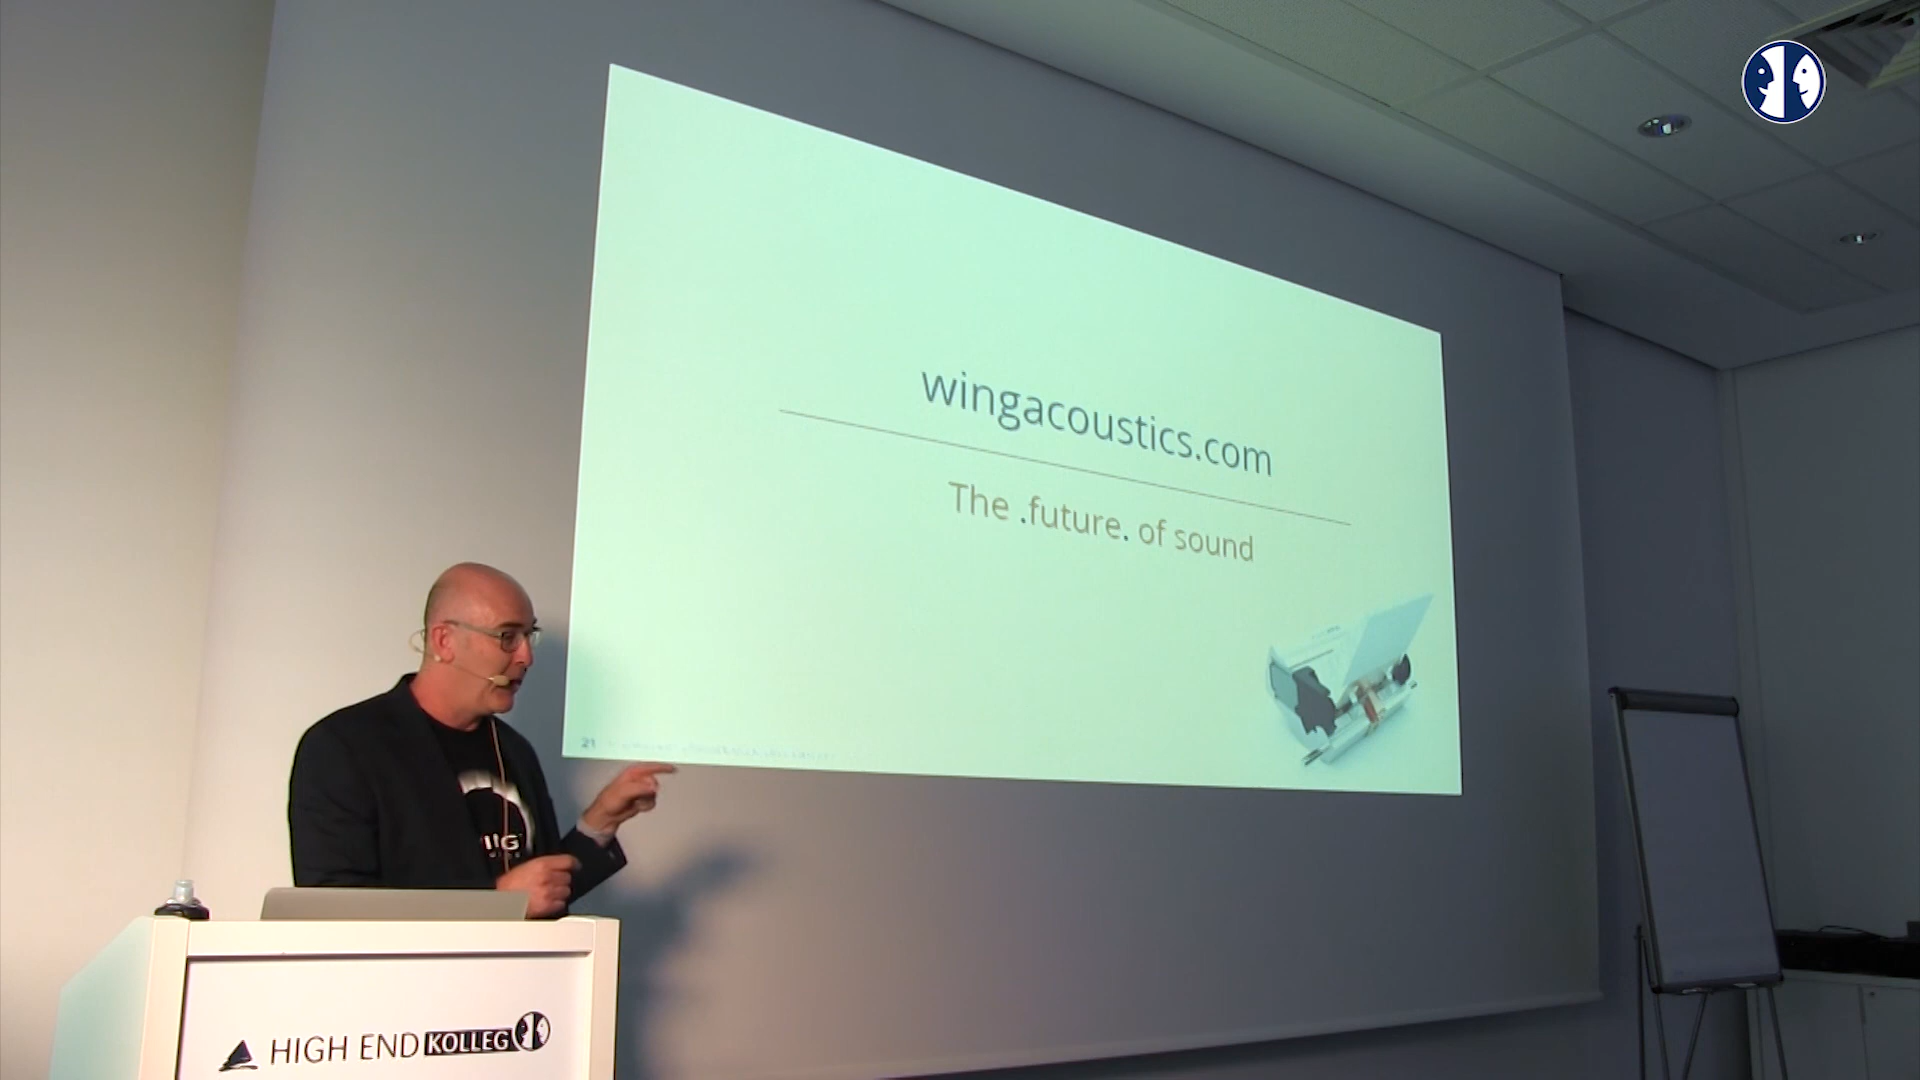 wingacoustics.com
The .future. of sound
21
HIGH END KOLLEG